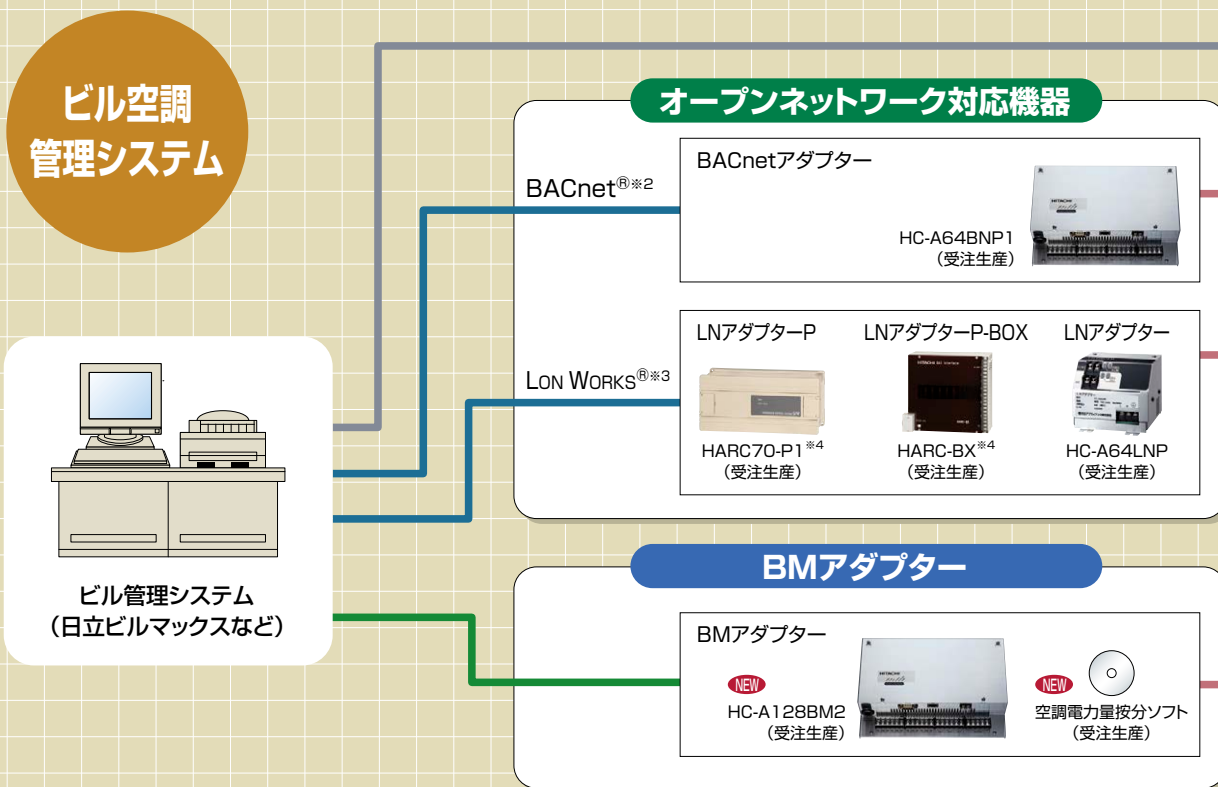 ビル空調
管理システム
オープンネットワーク対応機器
BACnet®※2
BACnetアダプター
HC-A64BNP1
(受注生産)
LON WORKS®※3
LNアダプターP
HARC70-P1※4
(受注生産)
LNアダプターP-BOX
HARC-BX※4
(受注生産)
LNアダプター
HC-A64LNP
(受注生産)
ビル管理システム
(日立ビルマックスなど)
BMアダプター
BMアダプター
NEW
HC-A128BM2
(受注生産)
NEW
空調電力量按分ソフト
(受注生産)